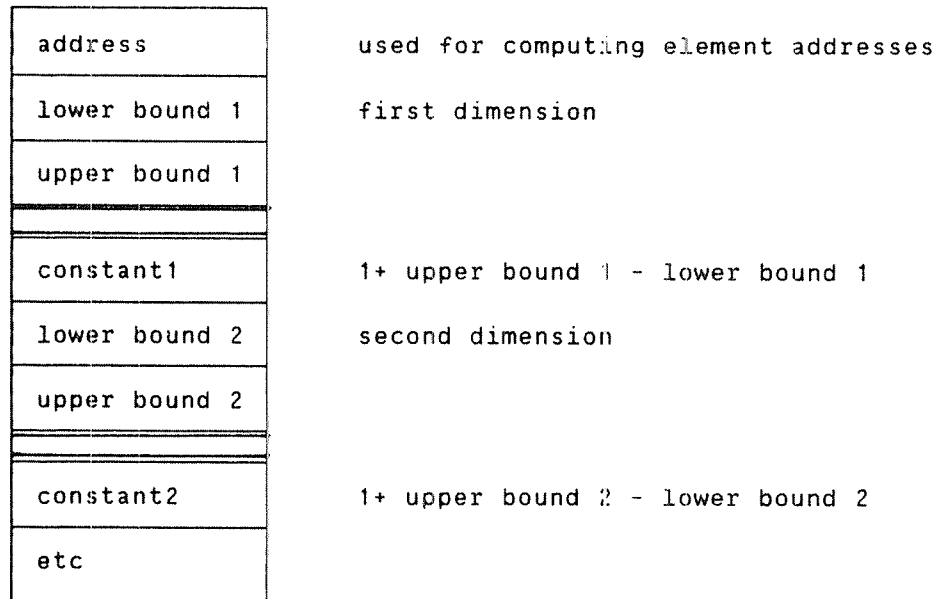 address used for computing element addresses
lower bound 1 first dimension
upper bound 1
constant1 1+ upper bound 1 - lower bound 1
lower bound 2 second dimension
upper bound 2
constant2 1+ upper bound 2 - lower bound 2
etc